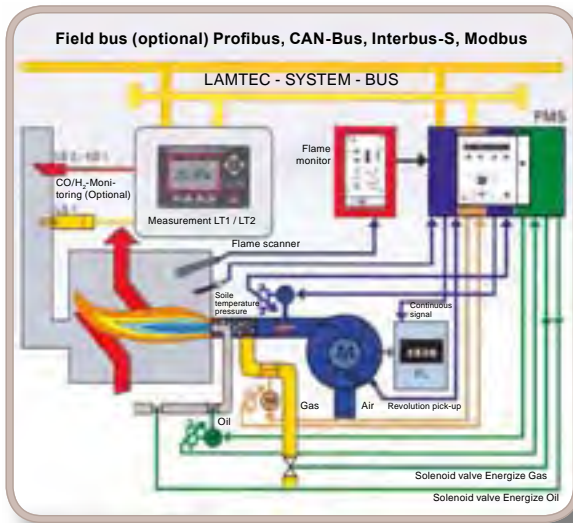 Field bus (optional) Profibus, CAN-Bus, Interbus-S, Modbus
LAMTEC - SYSTEM - BUS
FMS
Flame
monitor
CO/H₂-Moni-
toring (Optional)
Measurement LT1 / LT2
Flame scanner
Soile
temperature
pressure
Continuous
signal
M
Gas
Air
Revolution pick-up
Oil
Solenoid valve Energize Gas
Solenoid valve Energize Oil